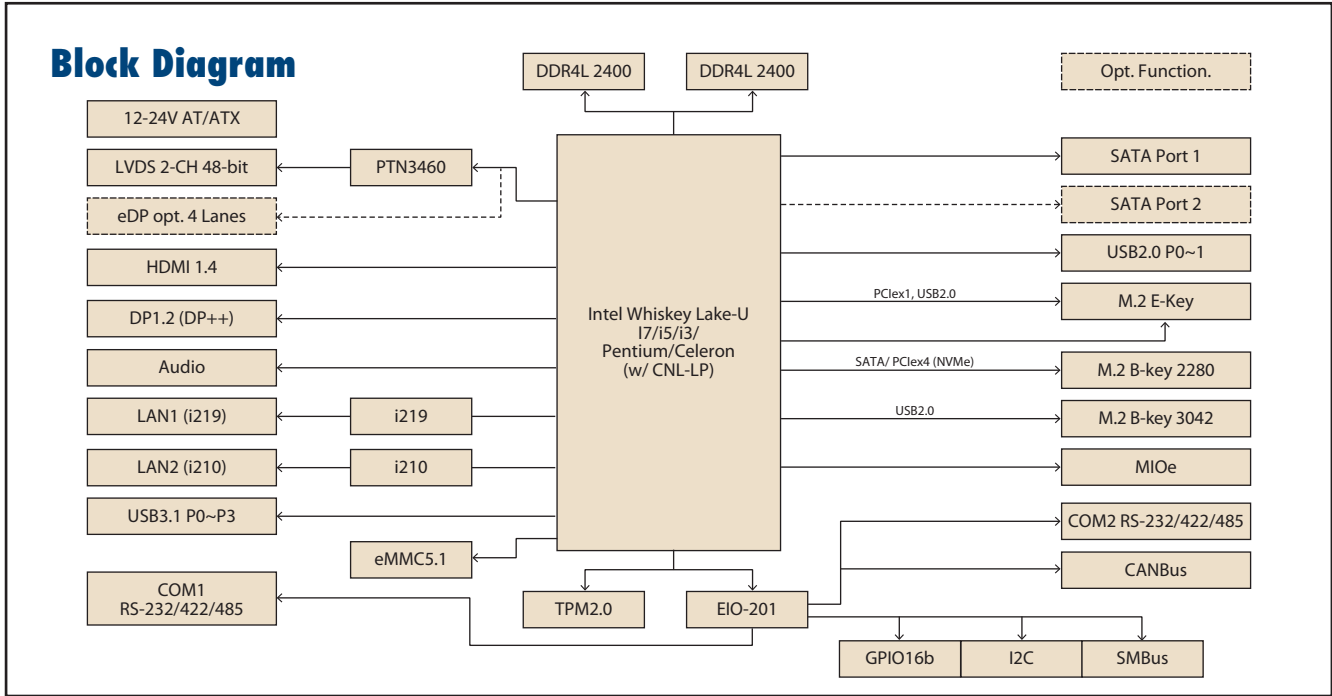 Block Diagram
DDR4L 2400
DDR4L 2400
Opt. Function.
12-24V AT/ATX
LVDS 2-CH 48-bit
PTN3460
eDP opt. 4 Lanes
HDMI 1.4
DP1.2 (DP++)
Audio
LAN1 (i219)
i219
LAN2 (i210)
i210
USB3.1 P0~P3
eMMC5.1
COM1
RS-232/422/485
Intel Whiskey Lake-U
I7/i5/i3/
Pentium/Celeron
(w/ CNL-LP)
TPM2.0
EIO-201
SATA Port 1
SATA Port 2
USB2.0 P0~1
PCIex1, USB2.0
M.2 E-Key
SATA/ PCIex4 (NVMe)
M.2 B-key 2280
USB2.0
M.2 B-key 3042
MIOe
COM2 RS-232/422/485
CANBus
GPIO16b
I2C
SMBus